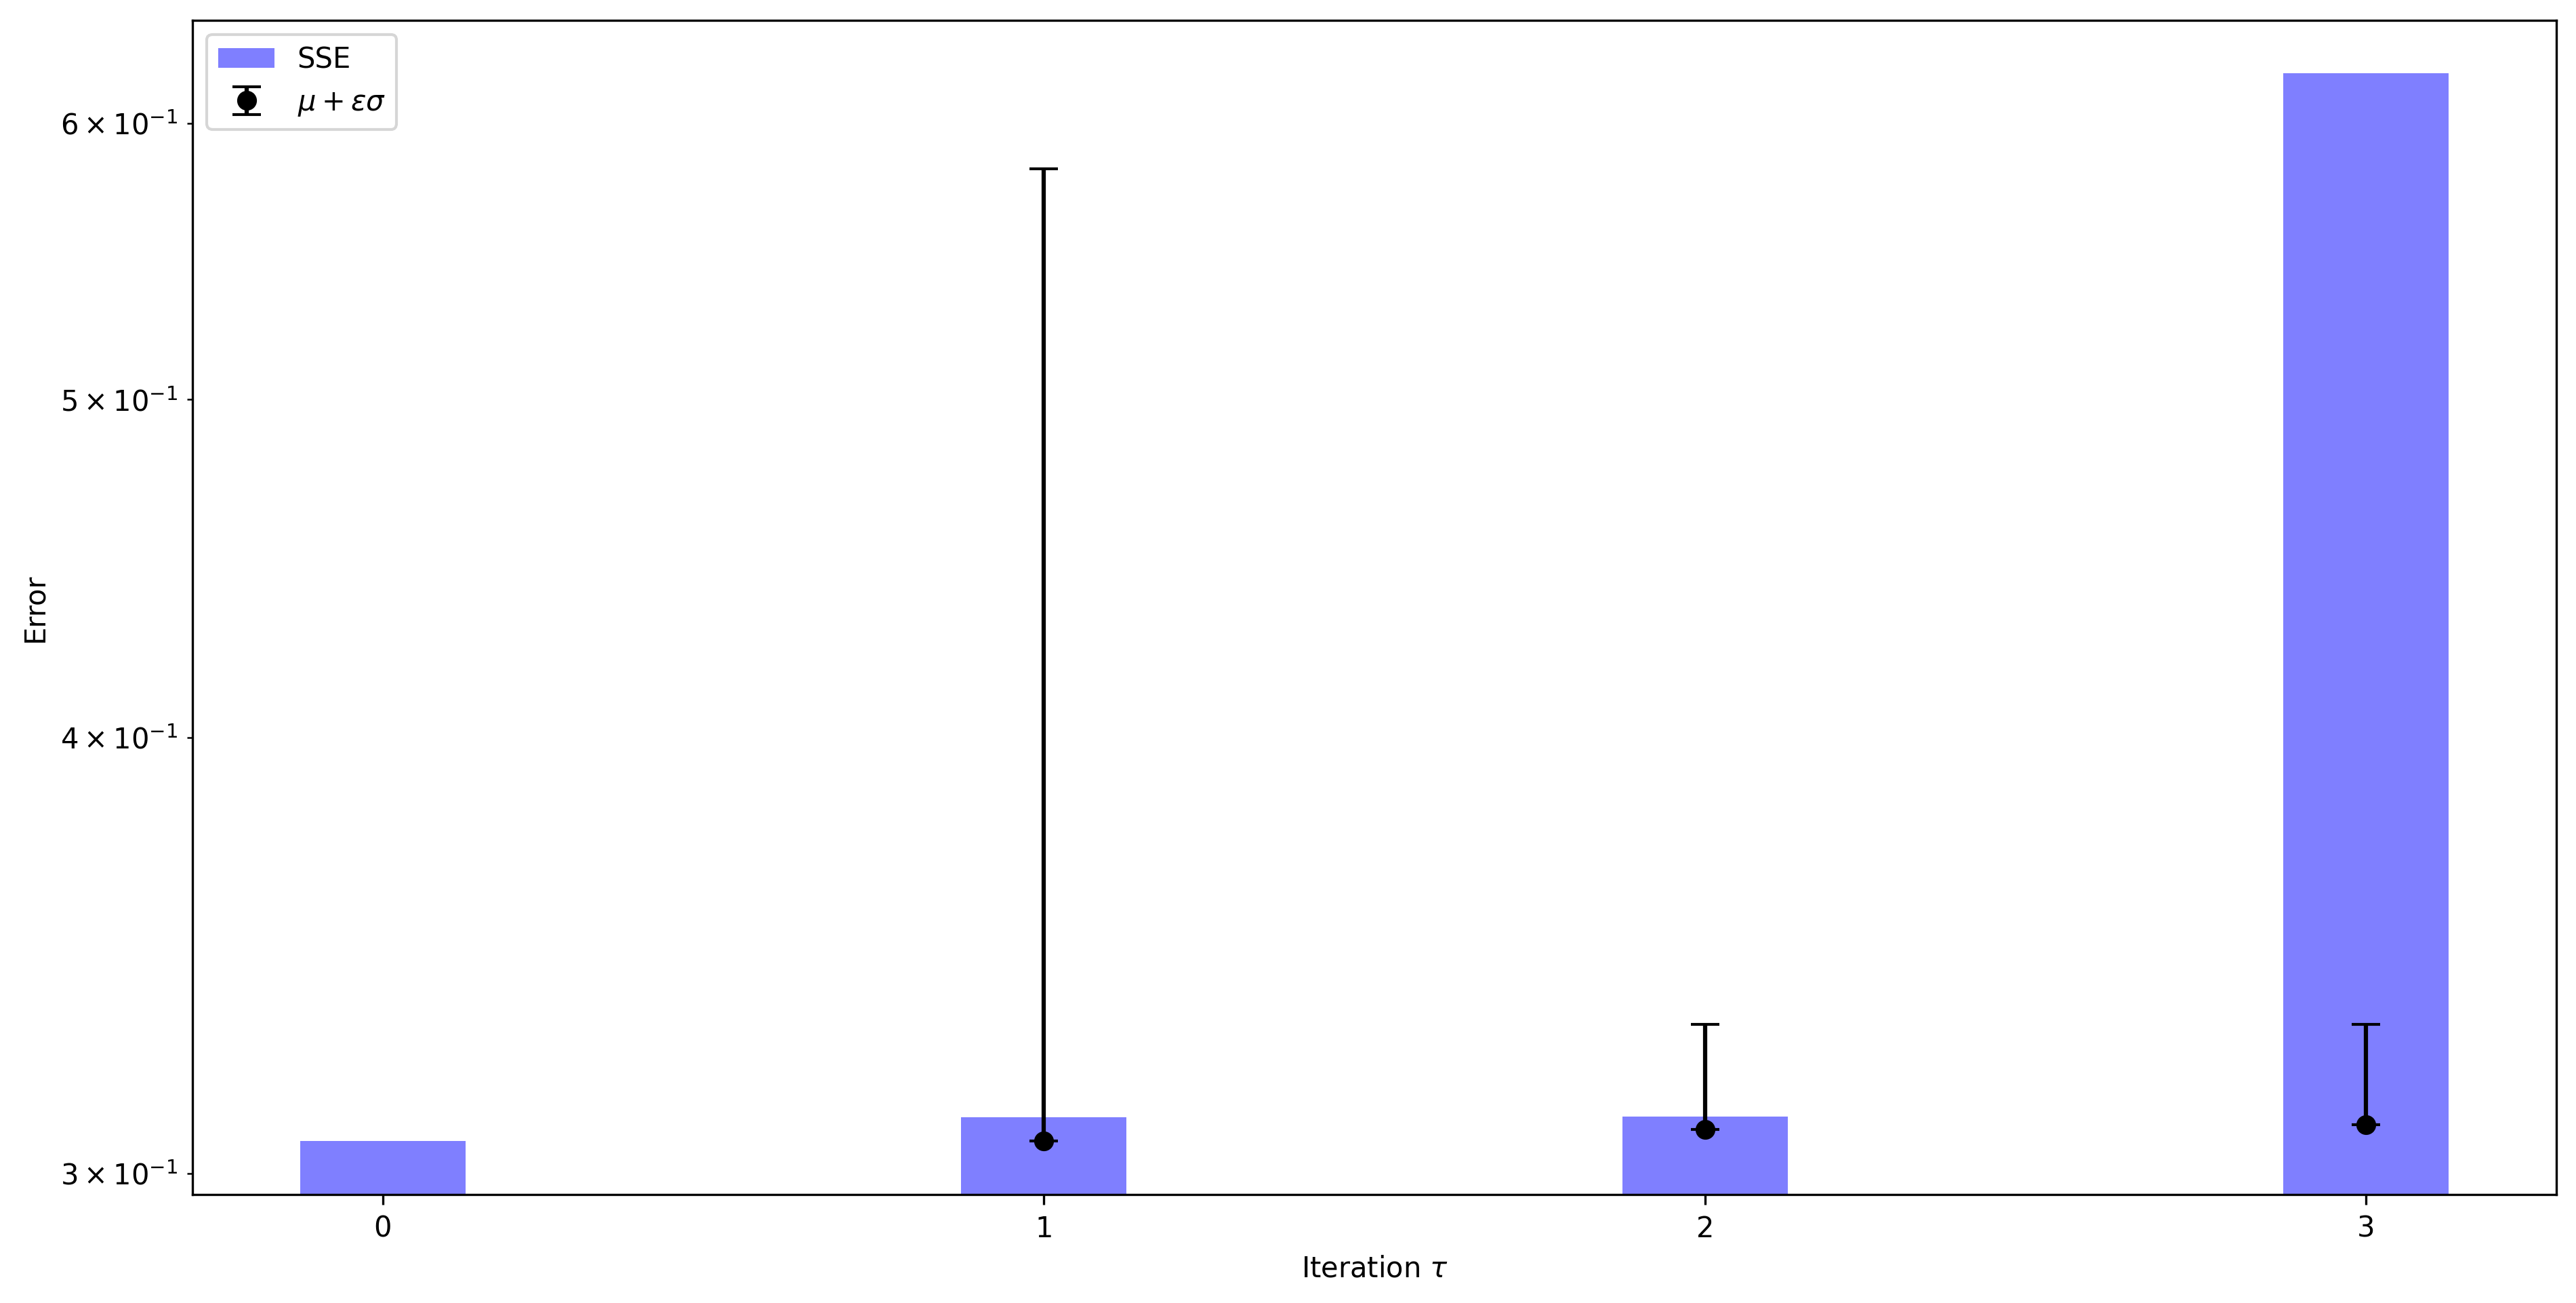 SSE
μ + εσ
6 × 10⁻¹
5 × 10⁻¹
4 × 10⁻¹
3 × 10⁻¹
Error
0 1 2 3
Iteration τ